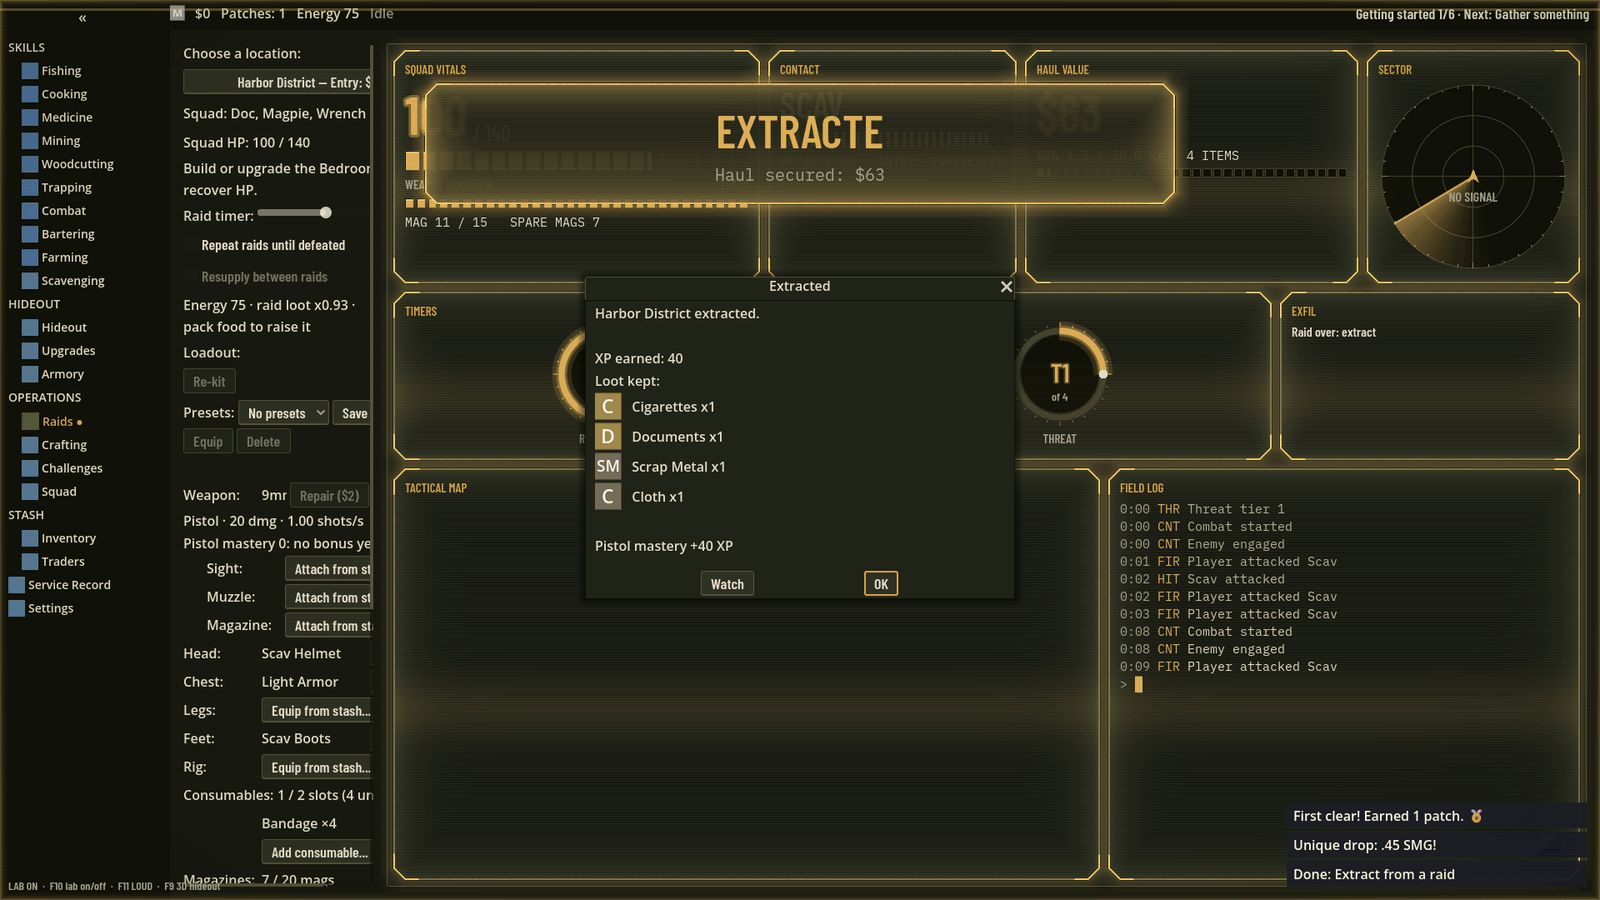 «
M $0 Patches: 1 Energy 75 Idle
Getting started 1/6 · Next: Gather something
SKILLS
Fishing
Cooking
Medicine
Mining
Woodcutting
Trapping
Combat
Bartering
Farming
Scavenging
HIDEOUT
Hideout
Upgrades
Armory
OPERATIONS
Raids •
Crafting
Challenges
Squad
STASH
Inventory
Traders
Service Record
Settings
LAB ON · F10 lab on/off · F11 LOUD · F9 3D hideout
Choose a location:
Harbor District — Entry: $
Squad: Doc, Magpie, Wrench
Squad HP: 100 / 140
Build or upgrade the Bedroom
recover HP.
Raid timer:
Repeat raids until defeated
Resupply between raids
Energy 75 · raid loot x0.93 ·
pack food to raise it
Loadout:
Re-kit
Presets: No presets Save
Equip Delete
Weapon: 9mm Repair ($2)
Pistol · 20 dmg · 1.00 shots/s
Pistol mastery 0: no bonus ye
Sight: Attach from st
Muzzle: Attach from st
Magazine: Attach from st
Head: Scav Helmet
Chest: Light Armor
Legs: Equip from stash...
Feet: Scav Boots
Rig: Equip from stash...
Consumables: 1 / 2 slots (4 un
Bandage ×4
Add consumable...
Magazines: 7 / 20 mags
SQUAD VITALS
100 / 140
WEA
MAG 11 / 15 SPARE MAGS 7
CONTACT
SCAV
HAUL VALUE
$63
4 ITEMS
SECTOR
NO SIGNAL
EXTRACTE
Haul secured: $63
TIMERS
R
T1
of 4
THREAT
EXFIL
Raid over: extract
Extracted
Harbor District extracted.
XP earned: 40
Loot kept:
C Cigarettes x1
D Documents x1
SM Scrap Metal x1
C Cloth x1
Pistol mastery +40 XP
Watch OK
TACTICAL MAP
FIELD LOG
0:00 THR Threat tier 1
0:00 CNT Combat started
0:00 CNT Enemy engaged
0:01 FIR Player attacked Scav
0:02 HIT Scav attacked
0:02 FIR Player attacked Scav
0:03 FIR Player attacked Scav
0:08 CNT Combat started
0:08 CNT Enemy engaged
0:09 FIR Player attacked Scav
>
First clear! Earned 1 patch. 🏅
Unique drop: .45 SMG!
Done: Extract from a raid